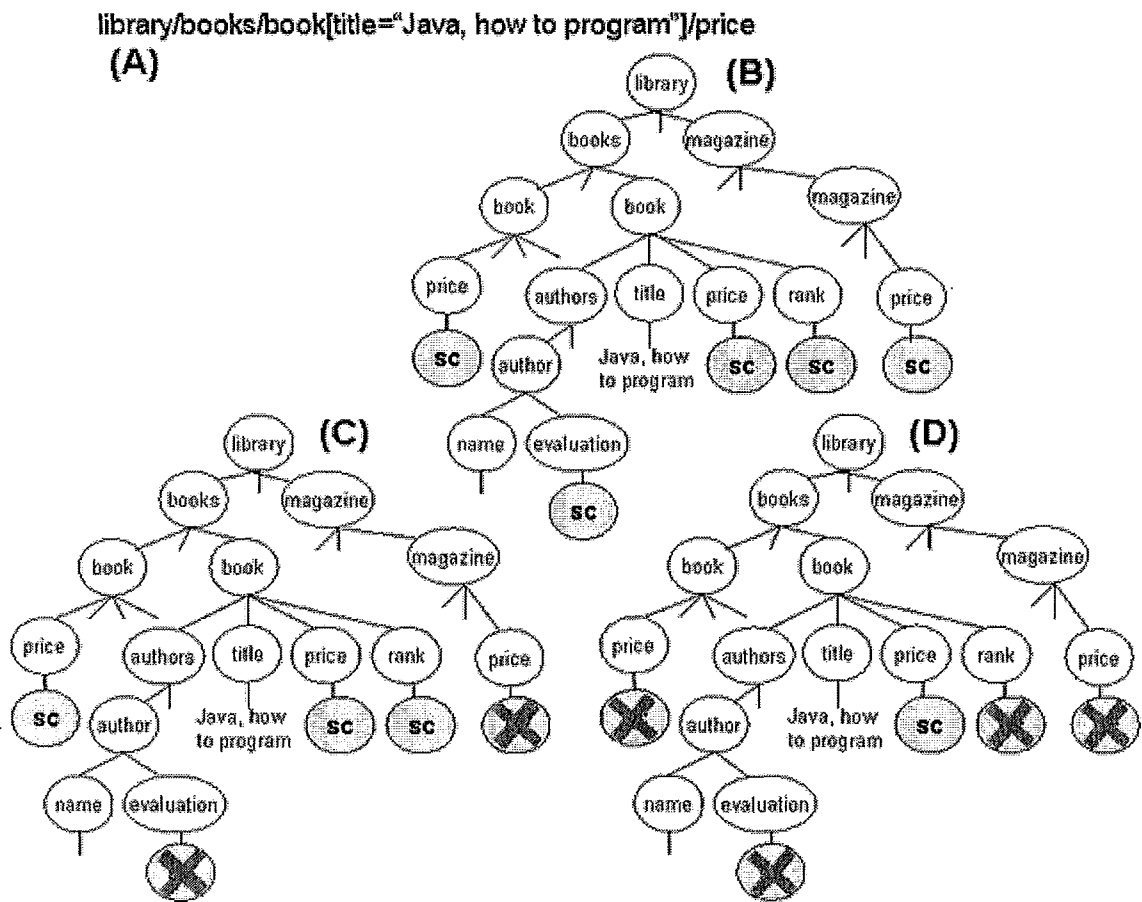 library/books/book[title="Java, how to program"]/price
(A)
(B)
library
books
magazine
book
book
magazine
price
authors
title
price
rank
price
sc
author
Java, how
to program
sc
sc
sc
name
evaluation
sc
(C)
library
books
magazine
book
book
magazine
price
authors
title
price
rank
price
sc
author
Java, how
to program
sc
sc
name
evaluation
(D)
library
books
magazine
book
book
magazine
price
authors
title
price
rank
price
author
Java, how
to program
sc
name
evaluation